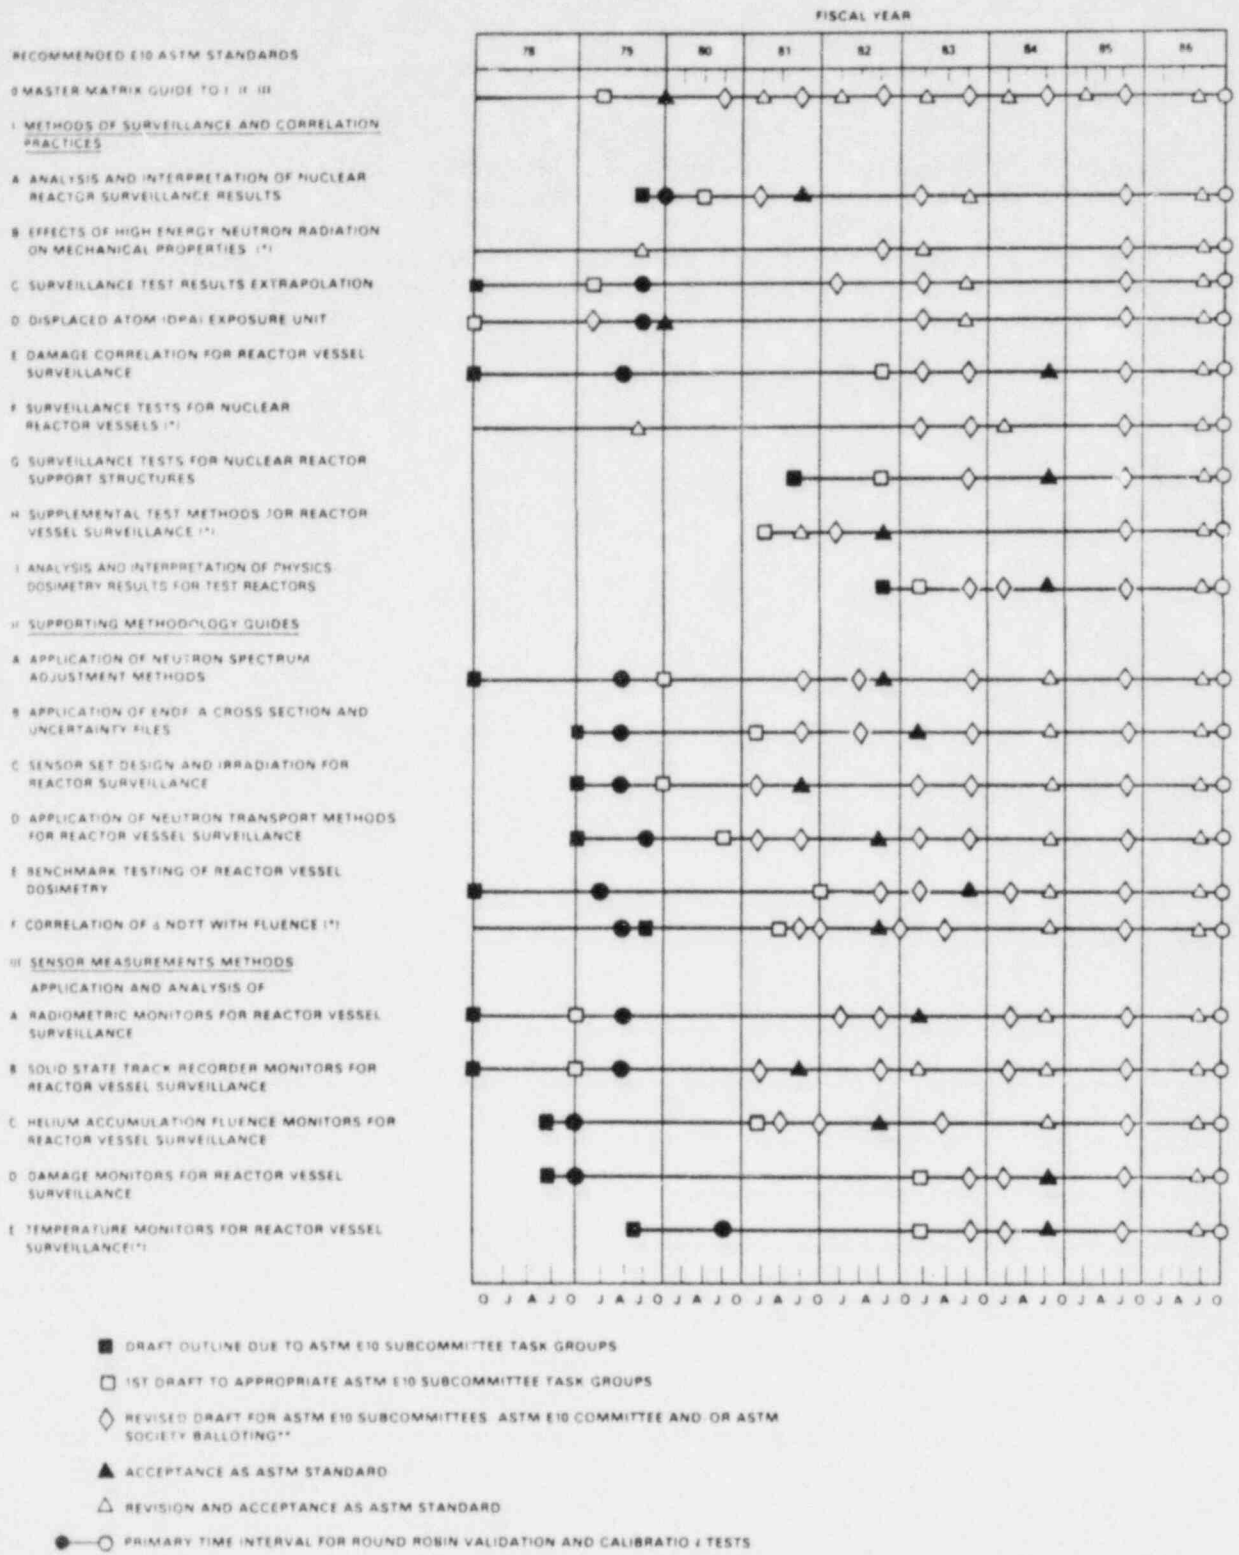 FISCAL YEAR
RECOMMENDED E10 ASTM STANDARDS
78 79 80 81 82 83 84 85 86
0 MASTER MATRIX GUIDE TO I, II, III
I METHODS OF SURVEILLANCE AND CORRELATION
PRACTICES
A ANALYSIS AND INTERPRETATION OF NUCLEAR
REACTOR SURVEILLANCE RESULTS
B EFFECTS OF HIGH ENERGY NEUTRON RADIATION
ON MECHANICAL PROPERTIES (*)
C SURVEILLANCE TEST RESULTS EXTRAPOLATION
D DISPLACED ATOM (DPA) EXPOSURE UNIT
E DAMAGE CORRELATION FOR REACTOR VESSEL
SURVEILLANCE
F SURVEILLANCE TESTS FOR NUCLEAR
REACTOR VESSELS (*)
G SURVEILLANCE TESTS FOR NUCLEAR REACTOR
SUPPORT STRUCTURES
H SUPPLEMENTAL TEST METHODS FOR REACTOR
VESSEL SURVEILLANCE (*)
I ANALYSIS AND INTERPRETATION OF PHYSICS
DOSIMETRY RESULTS FOR TEST REACTORS
II SUPPORTING METHODOLOGY GUIDES
A APPLICATION OF NEUTRON SPECTRUM
ADJUSTMENT METHODS
B APPLICATION OF ENDF A CROSS SECTION AND
UNCERTAINTY FILES
C SENSOR SET DESIGN AND IRRADIATION FOR
REACTOR SURVEILLANCE
D APPLICATION OF NEUTRON TRANSPORT METHODS
FOR REACTOR VESSEL SURVEILLANCE
E BENCHMARK TESTING OF REACTOR VESSEL
DOSIMETRY
F CORRELATION OF Δ NDTT WITH FLUENCE (*)
III SENSOR MEASUREMENTS METHODS
APPLICATION AND ANALYSIS OF
A RADIOMETRIC MONITORS FOR REACTOR VESSEL
SURVEILLANCE
B SOLID STATE TRACK RECORDER MONITORS FOR
REACTOR VESSEL SURVEILLANCE
C HELIUM ACCUMULATION FLUENCE MONITORS FOR
REACTOR VESSEL SURVEILLANCE
D DAMAGE MONITORS FOR REACTOR VESSEL
SURVEILLANCE
E TEMPERATURE MONITORS FOR REACTOR VESSEL
SURVEILLANCE(*)
O J A J O J A J O J A J O J A J O J A J O J A J O J A J O J A J O J A J O
DRAFT OUTLINE DUE TO ASTM E10 SUBCOMMITTEE TASK GROUPS
1ST DRAFT TO APPROPRIATE ASTM E10 SUBCOMMITTEE TASK GROUPS
REVISED DRAFT FOR ASTM E10 SUBCOMMITTEES ASTM E10 COMMITTEE AND OR ASTM
SOCIETY BALLOTING**
ACCEPTANCE AS ASTM STANDARD
REVISION AND ACCEPTANCE AS ASTM STANDARD
PRIMARY TIME INTERVAL FOR ROUND ROBIN VALIDATION AND CALIBRATION TESTS